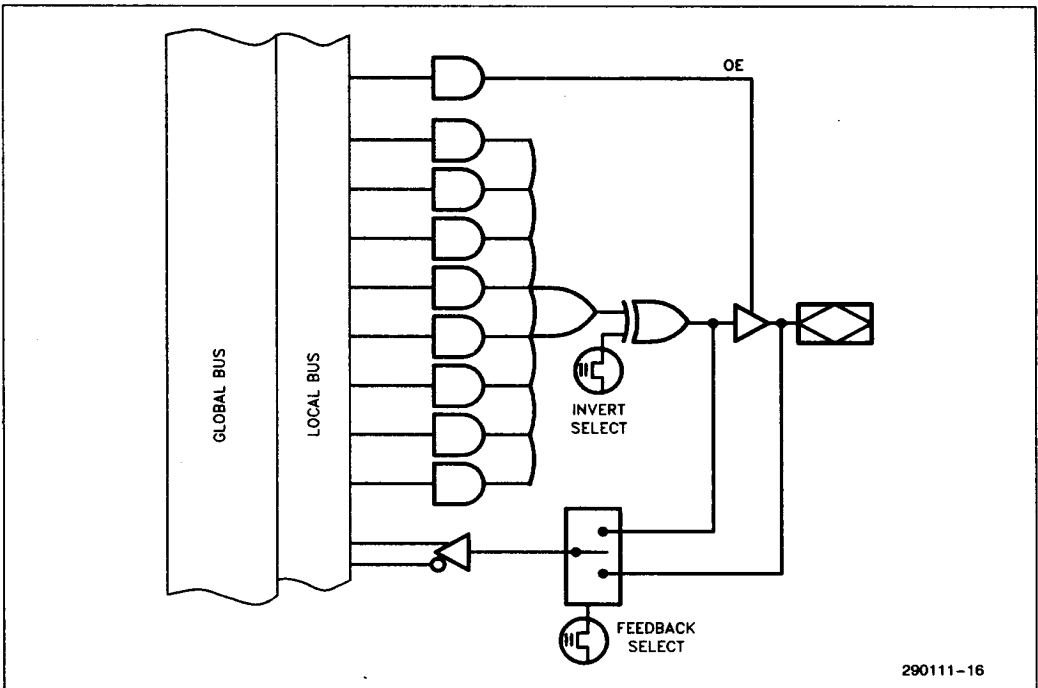 OE
GLOBAL BUS
LOCAL BUS
INVERT
SELECT
FEEDBACK
SELECT
290111-16